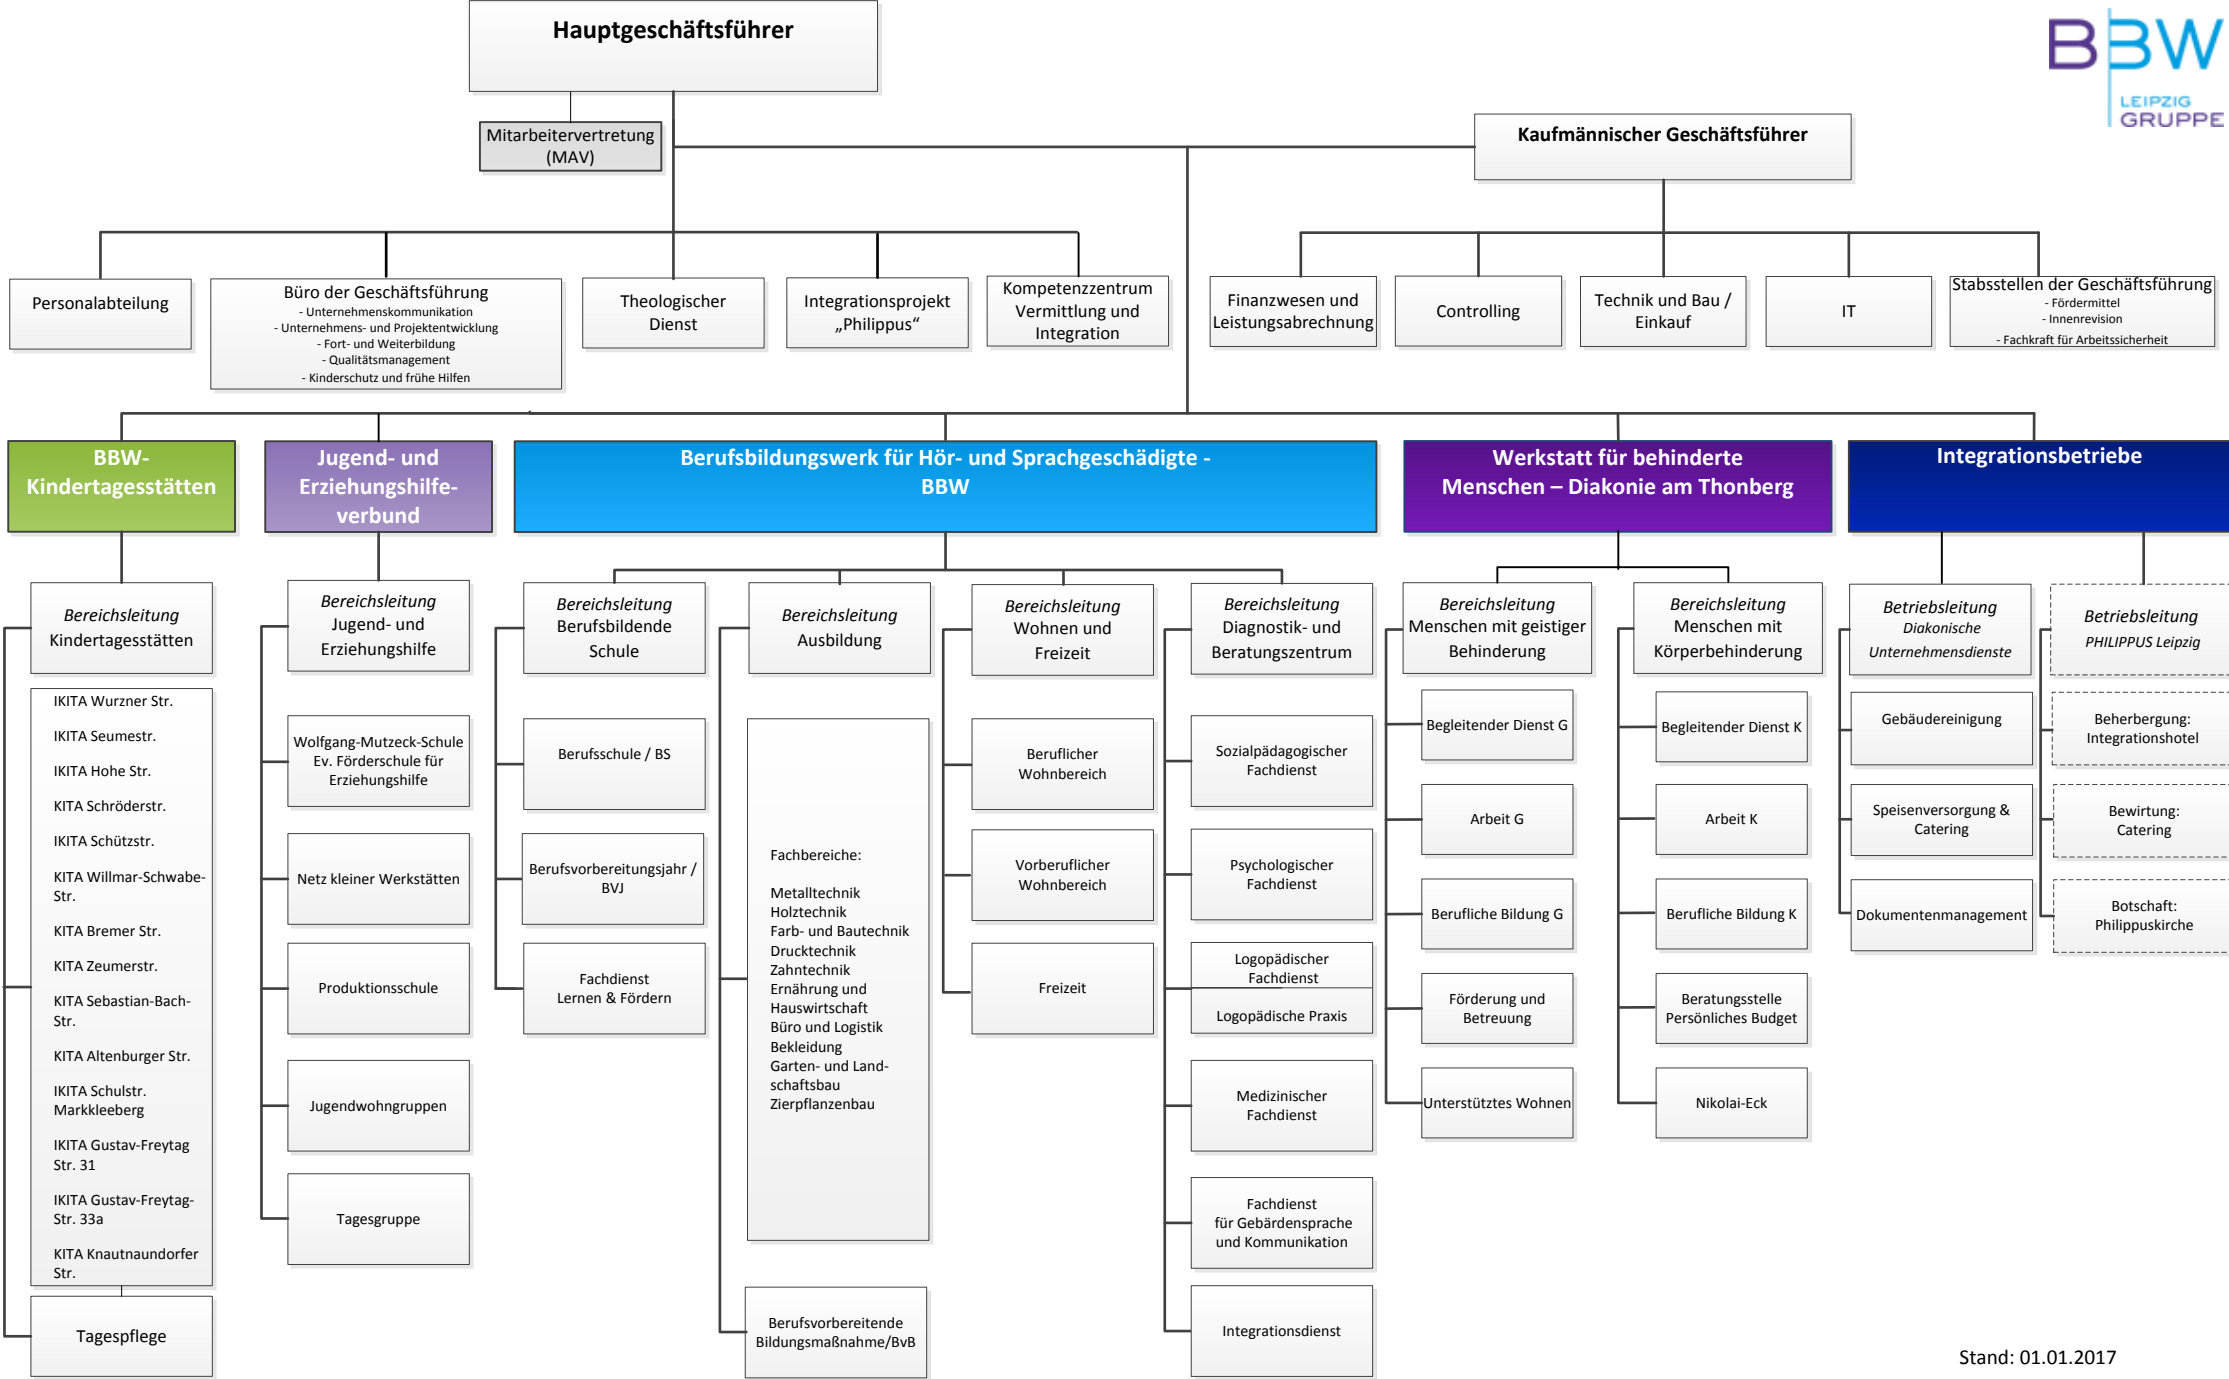 Hauptgeschäftsführer
BBW
LEIPZIG
GRUPPE
Mitarbeitervertretung
(MAV)
Kaufmännischer Geschäftsführer
Personalabteilung
Büro der Geschäftsführung
- Unternehmenskommunikation
- Unternehmens- und Projektentwicklung
- Fort- und Weiterbildung
- Qualitätsmanagement
- Kinderschutz und frühe Hilfen
Theologischer
Dienst
Integrationsprojekt
„Philippus“
Kompetenzzentrum
Vermittlung und
Integration
Finanzwesen und
Leistungsabrechnung
Controlling
Technik und Bau /
Einkauf
IT
Stabsstellen der Geschäftsführung
- Fördermittel
- Innenrevision
- Fachkraft für Arbeitssicherheit
BBW-
Kindertagesstätten
Jugend- und
Erziehungshilfe-
verbund
Berufsbildungswerk für Hör- und Sprachgeschädigte -
BBW
Werkstatt für behinderte
Menschen – Diakonie am Thonberg
Integrationsbetriebe
Bereichsleitung
Kindertagesstätten
IKITA Wurzner Str.
IKITA Seumestr.
IKITA Hohe Str.
KITA Schröderstr.
IKITA Schützstr.
KITA Willmar-Schwabe-
Str.
KITA Bremer Str.
KITA Zeumerstr.
KITA Sebastian-Bach-
Str.
KITA Altenburger Str.
IKITA Schulstr.
Markkleeberg
IKITA Gustav-Freytag
Str. 31
IKITA Gustav-Freytag-
Str. 33a
KITA Knautnaundorfer
Str.
Tagespflege
Bereichsleitung
Jugend- und
Erziehungshilfe
Wolfgang-Mutzeck-Schule
Ev. Förderschule für
Erziehungshilfe
Netz kleiner Werkstätten
Produktionsschule
Jugendwohngruppen
Tagesgruppe
Bereichsleitung
Berufsbildende
Schule
Berufsschule / BS
Berufsvorbereitungsjahr /
BVJ
Fachdienst
Lernen & Fördern
Bereichsleitung
Ausbildung
Fachbereiche:
Metalltechnik
Holztechnik
Farb- und Bautechnik
Drucktechnik
Zahntechnik
Ernährung und
Hauswirtschaft
Büro und Logistik
Bekleidung
Garten- und Land-
schaftsbau
Zierpflanzenbau
Berufsvorbereitende
Bildungsmaßnahme/BvB
Bereichsleitung
Wohnen und
Freizeit
Beruflicher
Wohnbereich
Vorberuflicher
Wohnbereich
Freizeit
Bereichsleitung
Diagnostik- und
Beratungszentrum
Sozialpädagogischer
Fachdienst
Psychologischer
Fachdienst
Logopädischer
Fachdienst
Logopädische Praxis
Medizinischer
Fachdienst
Fachdienst
für Gebärdensprache
und Kommunikation
Integrationsdienst
Bereichsleitung
Menschen mit geistiger
Behinderung
Begleitender Dienst G
Arbeit G
Berufliche Bildung G
Förderung und
Betreuung
Unterstütztes Wohnen
Bereichsleitung
Menschen mit
Körperbehinderung
Begleitender Dienst K
Arbeit K
Berufliche Bildung K
Beratungsstelle
Persönliches Budget
Nikolai-Eck
Betriebsleitung
Diakonische
Unternehmensdienste
Gebäudereinigung
Speisenversorgung &
Catering
Dokumentenmanagement
Betriebsleitung
PHILIPPUS Leipzig
Beherbergung:
Integrationshotel
Bewirtung:
Catering
Botschaft:
Philippuskirche
Stand: 01.01.2017